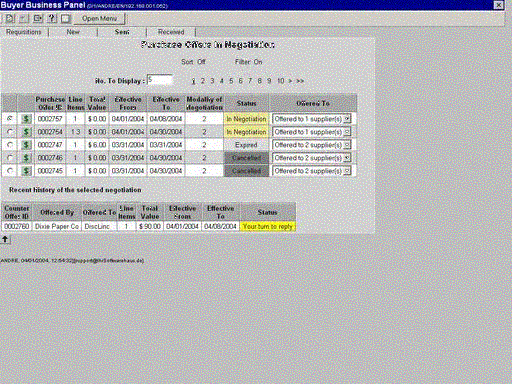 Buyer Business Panel (SH/ANDRE/EN/192.168.001.052)
Open Menu
Requisitions New Sent Received
Purchase Offers In Negotiation
Sort Off Filter On
No. To Display : 5 1 2 3 4 5 6 7 8 9 10 > >>
Purchase Offer ID Line Items Total Value Effective From Effective To Modality of Negotiation Status Offered To
$ 0002757 1 $ 0.00 04/01/2004 04/08/2004 2 In Negotiation Offered to 1 supplier(s)
$ 0002754 1.3 $ 0.00 04/01/2004 04/30/2004 2 In Negotiation Offered to 1 supplier(s)
$ 0002747 1 $ 6.00 03/31/2004 03/31/2004 2 Expired Offered to 2 supplier(s)
$ 0002746 1 $ 0.00 03/31/2004 04/30/2004 2 Cancelled Offered to 2 supplier(s)
$ 0002745 1 $ 0.00 03/31/2004 04/30/2004 2 Cancelled Offered to 2 supplier(s)
Recent history of the selected negotiation
Counter Offer ID Offered By Offered To Line Items Total Value Effective From Effective To Status
0002760 Dixie Paper Co DiscLinc 1 $ 90.00 04/01/2004 04/08/2004 Your turn to reply
ANDRE, 04/01/2004, 12:54:32